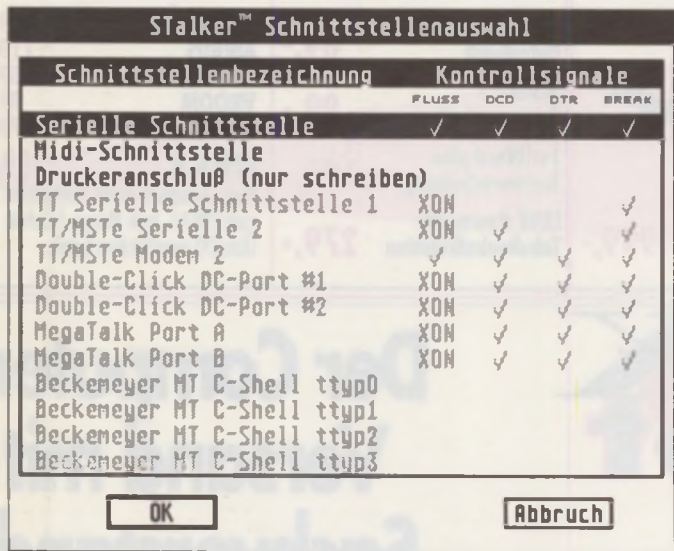 STalker™ Schnittstellenauswahl
Schnittstellenbezeichnung Kontrollsignale
FLUSS DCD DTR BREAK
Serielle Schnittstelle √ √ √ √
Midi-Schnittstelle
Druckeranschluß (nur schreiben)
TT Serielle Schnittstelle 1 XON √
TT/MSTe Serielle 2 XON √ √ √
TT/MSTe Modem 2 √ √ √ √
Double-Click DC-Port #1 XON √ √ √
Double-Click DC-Port #2 XON √ √ √
MegaTalk Port A XON √ √ √
MegaTalk Port B XON √ √ √
Beckemeyer MT C-Shell ttyp0
Beckemeyer MT C-Shell ttyp1
Beckemeyer MT C-Shell ttyp2
Beckemeyer MT C-Shell ttyp3
OK Abbruch